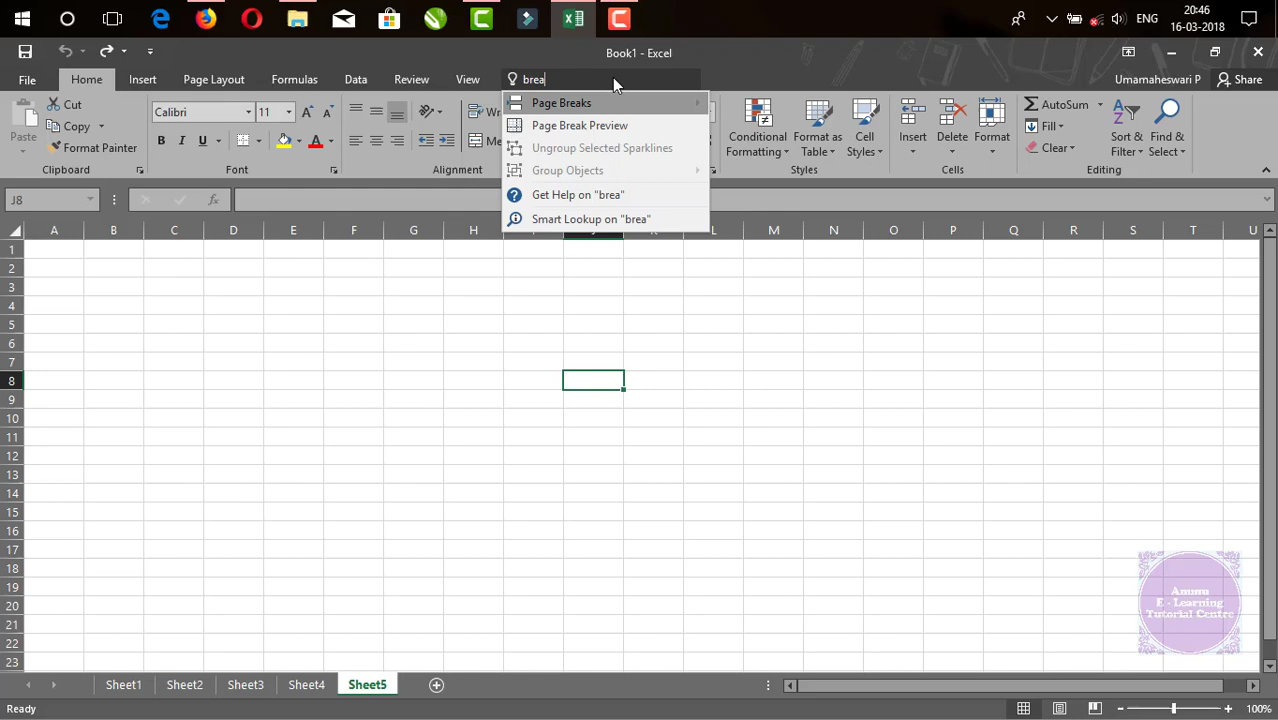 ENG
20:46
16-03-2018
Book1 - Excel
File
Home
Insert
Page Layout
Formulas
Data
Review
View
brea
Umamaheswari P
Share
Paste
Cut
Copy
Format Painter
Clipboard
Calibri
11
B
I
U
A
Font
Alignment
Page Breaks
Page Break Preview
Ungroup Selected Sparklines
Group Objects
Get Help on "brea"
Smart Lookup on "brea"
Conditional Formatting
Format as Table
Cell Styles
Styles
Insert
Delete
Format
Cells
AutoSum
Fill
Clear
Sort & Filter
Find & Select
Editing
J8
fx
A B C D E F G H L M N O P Q R S T U
1
2
3
4
5
6
7
8
9
10
11
12
13
14
15
16
17
18
19
20
21
22
23
Anumu
E - Learning
Tutorial Centre
Sheet1
Sheet2
Sheet3
Sheet4
Sheet5
Ready
100%